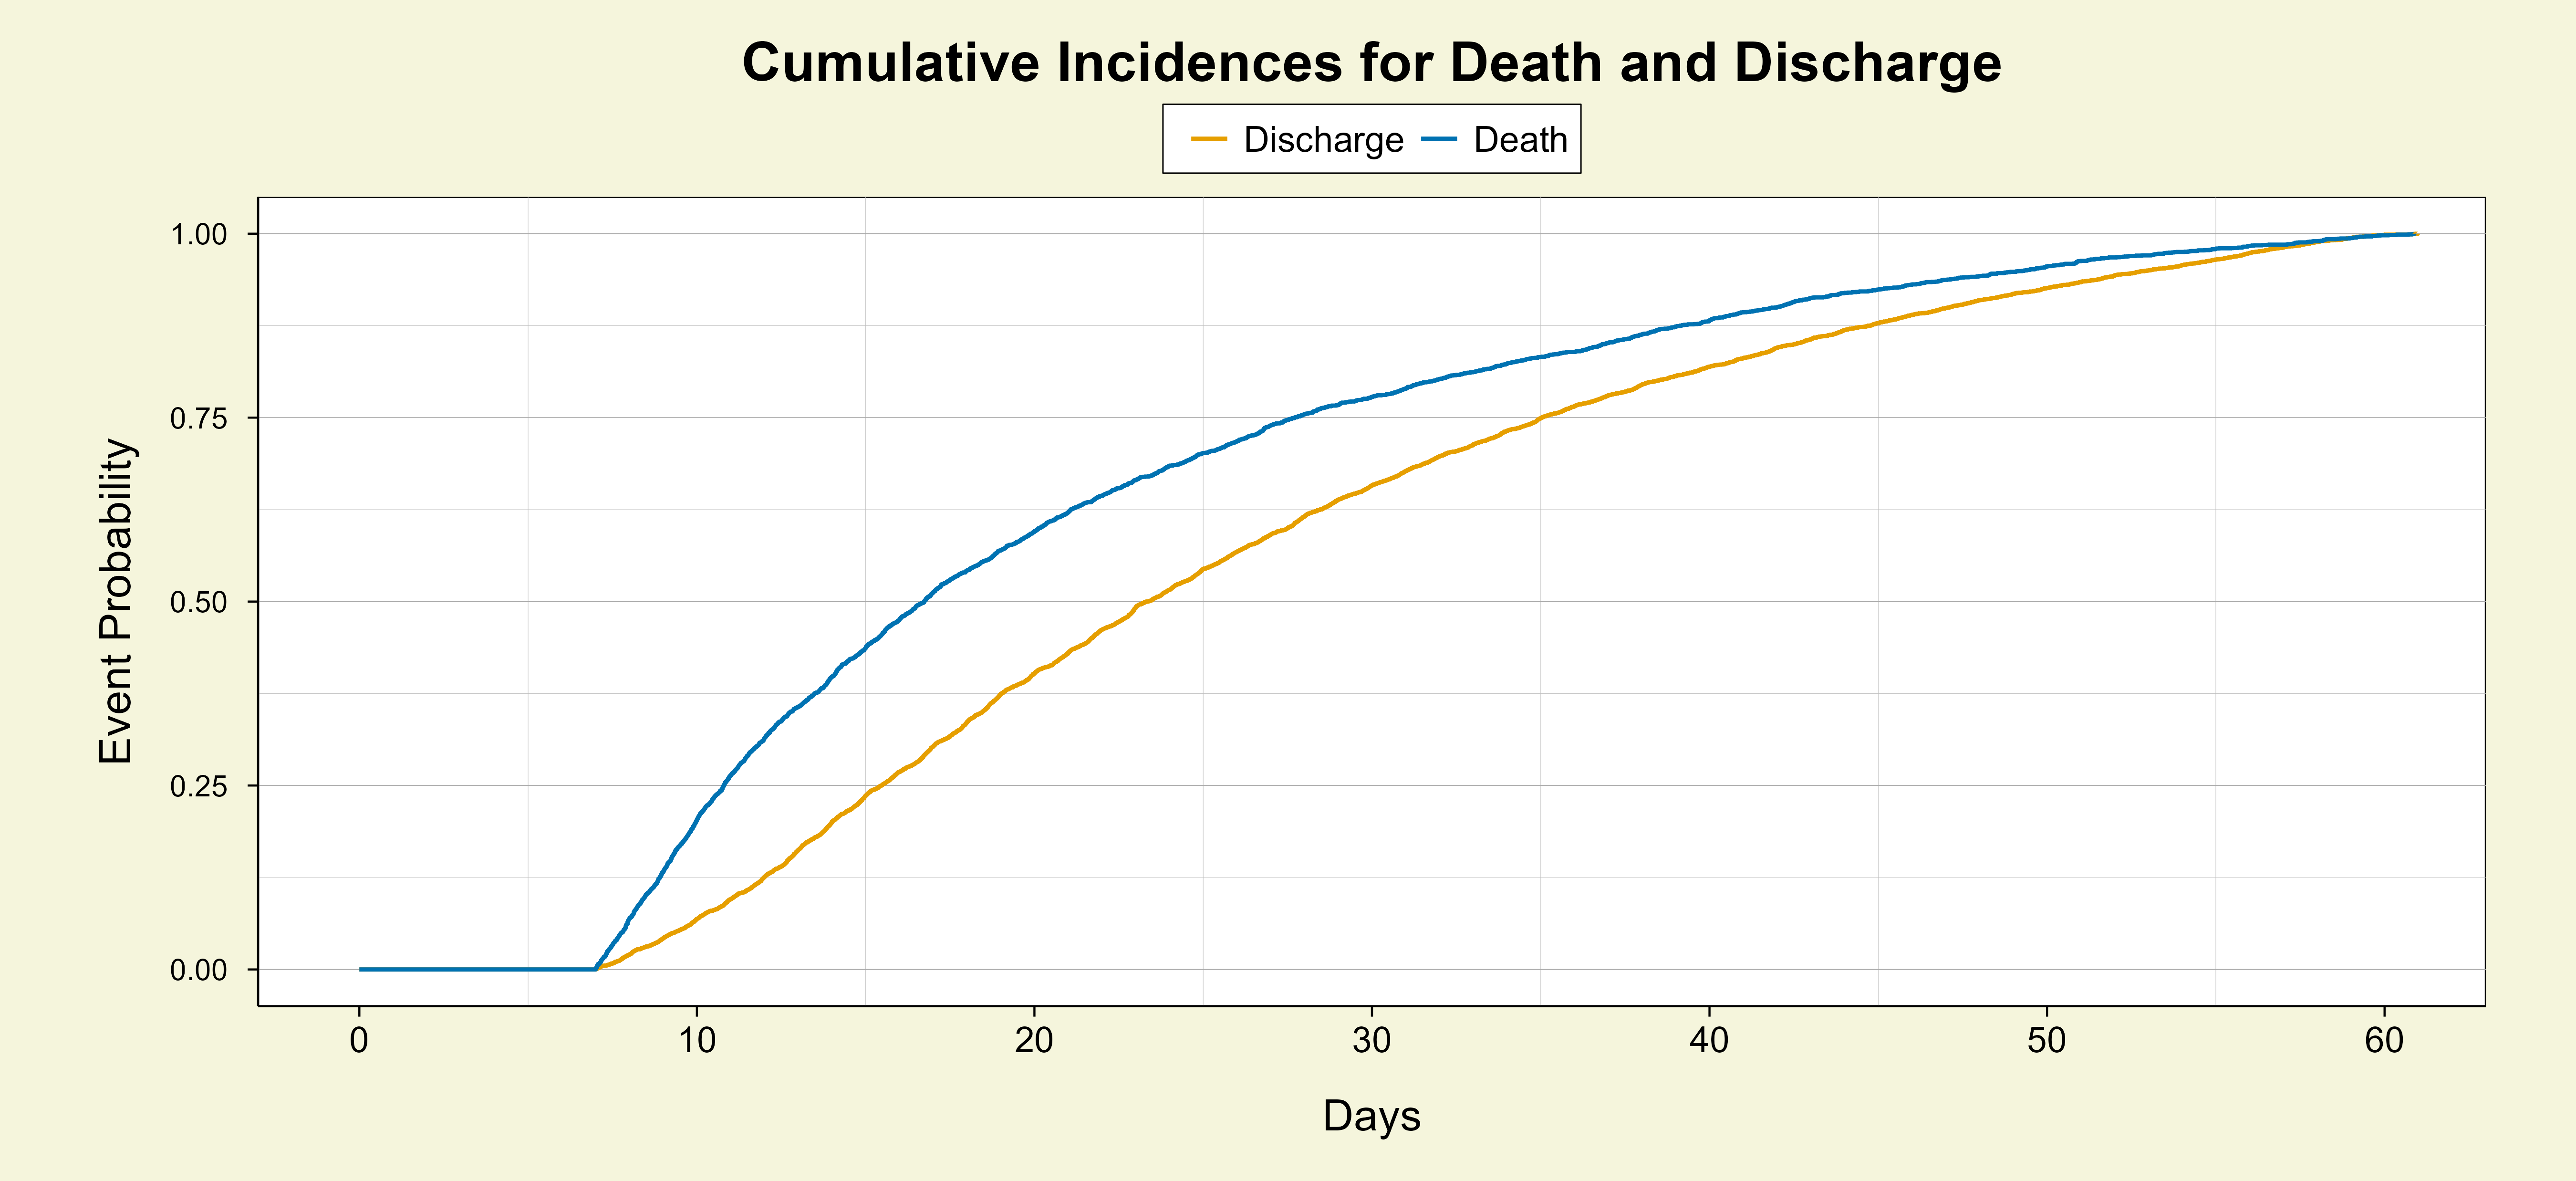 Cumulative Incidences for Death and Discharge
Discharge Death
Event Probability
1.00
0.75
0.50
0.25
0.00
0 10 20 30 40 50 60
Days